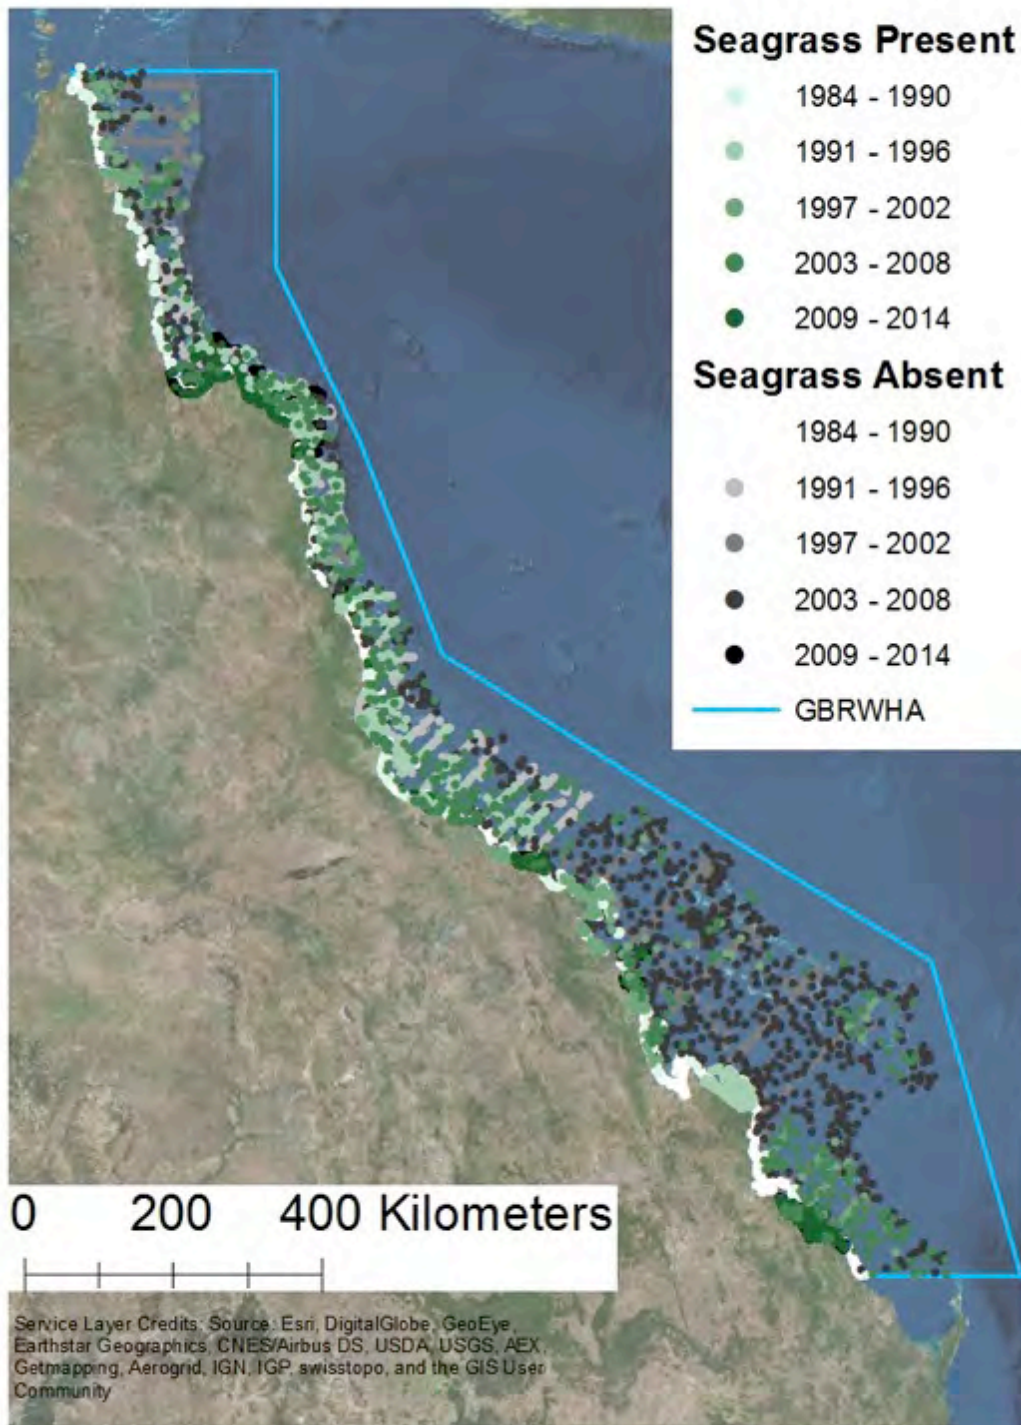 Seagrass Present
1984 - 1990
1991 - 1996
1997 - 2002
2003 - 2008
2009 - 2014
Seagrass Absent
1984 - 1990
1991 - 1996
1997 - 2002
2003 - 2008
2009 - 2014
GBRWHA
0 200 400 Kilometers
Service Layer Credits: Source: Esri, DigitalGlobe, GeoEye,
Earthstar Geographics, CNES/Airbus DS, USDA, USGS, AEX,
Getmapping, Aerogrid, IGN, IGP, swisstopo, and the GIS User
Community